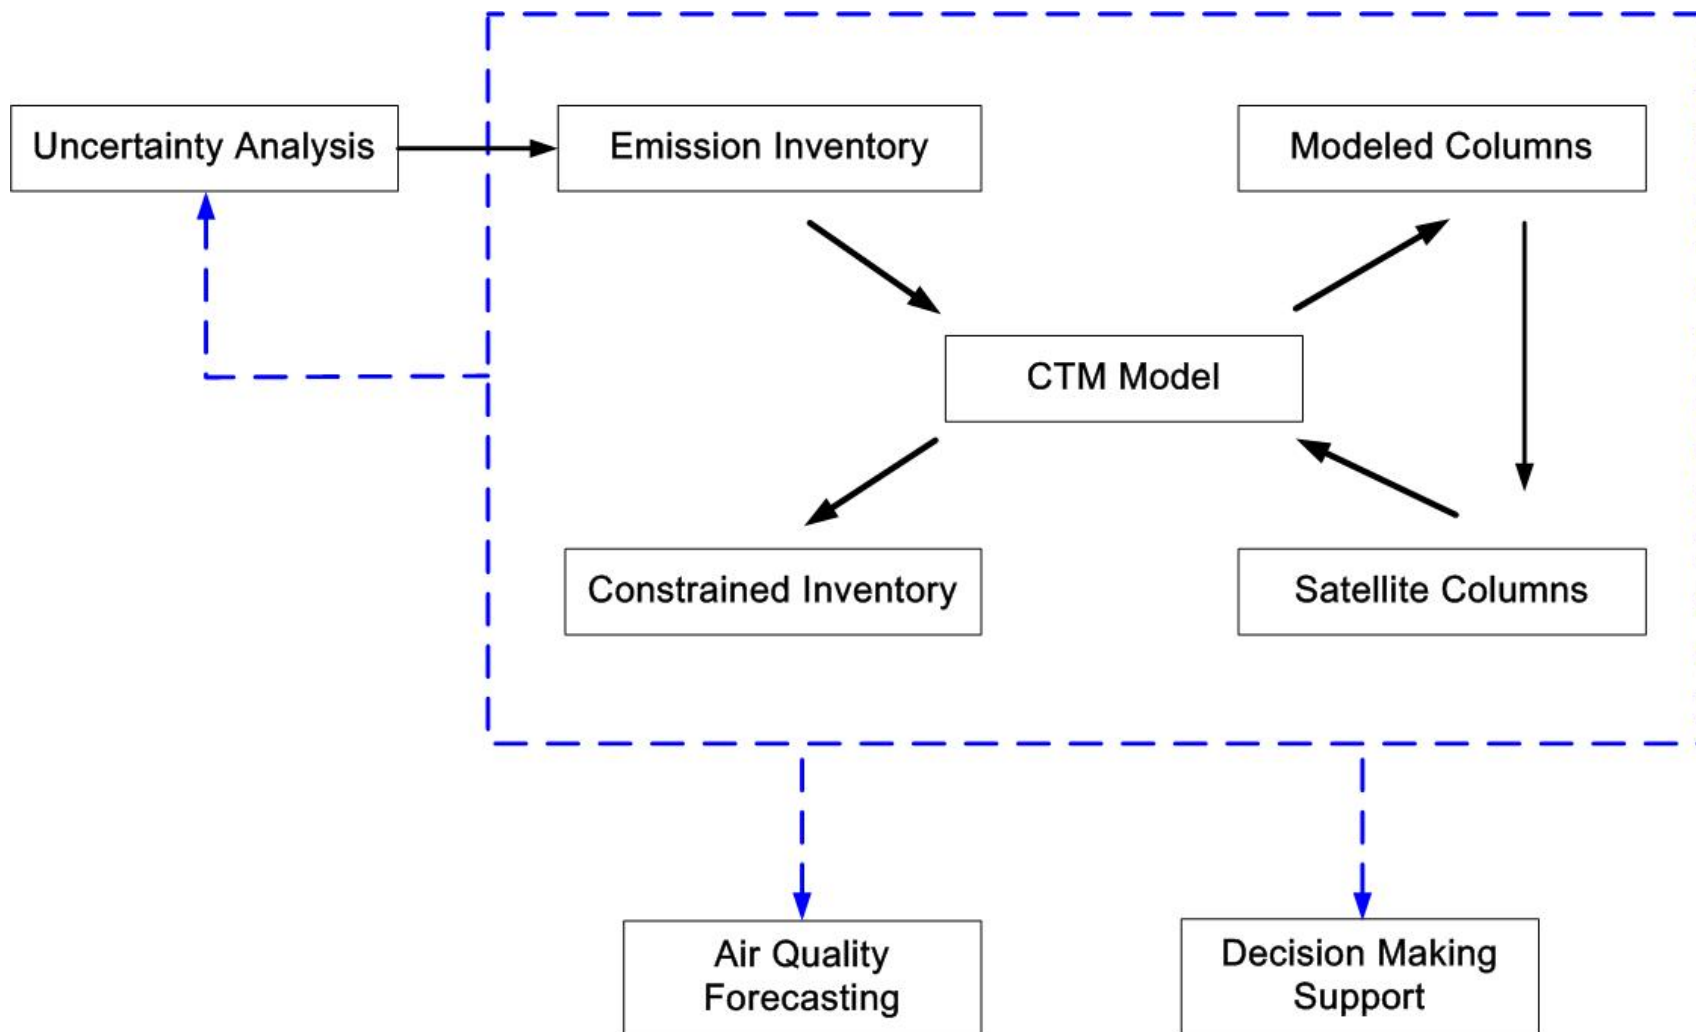 Uncertainty Analysis
Emission Inventory
Modeled Columns
CTM Model
Constrained Inventory
Satellite Columns
Air Quality
Forecasting
Decision Making
Support